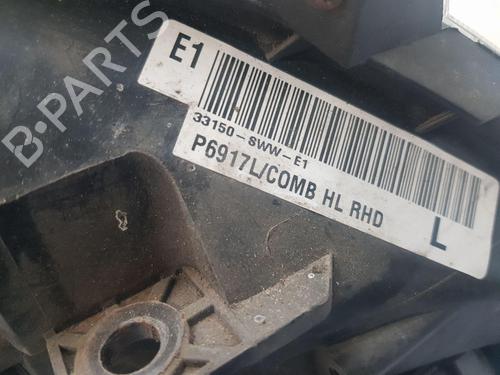 E1
33150-SWW-E1
P6917L/COMB HL RHD
L
B-PARTS